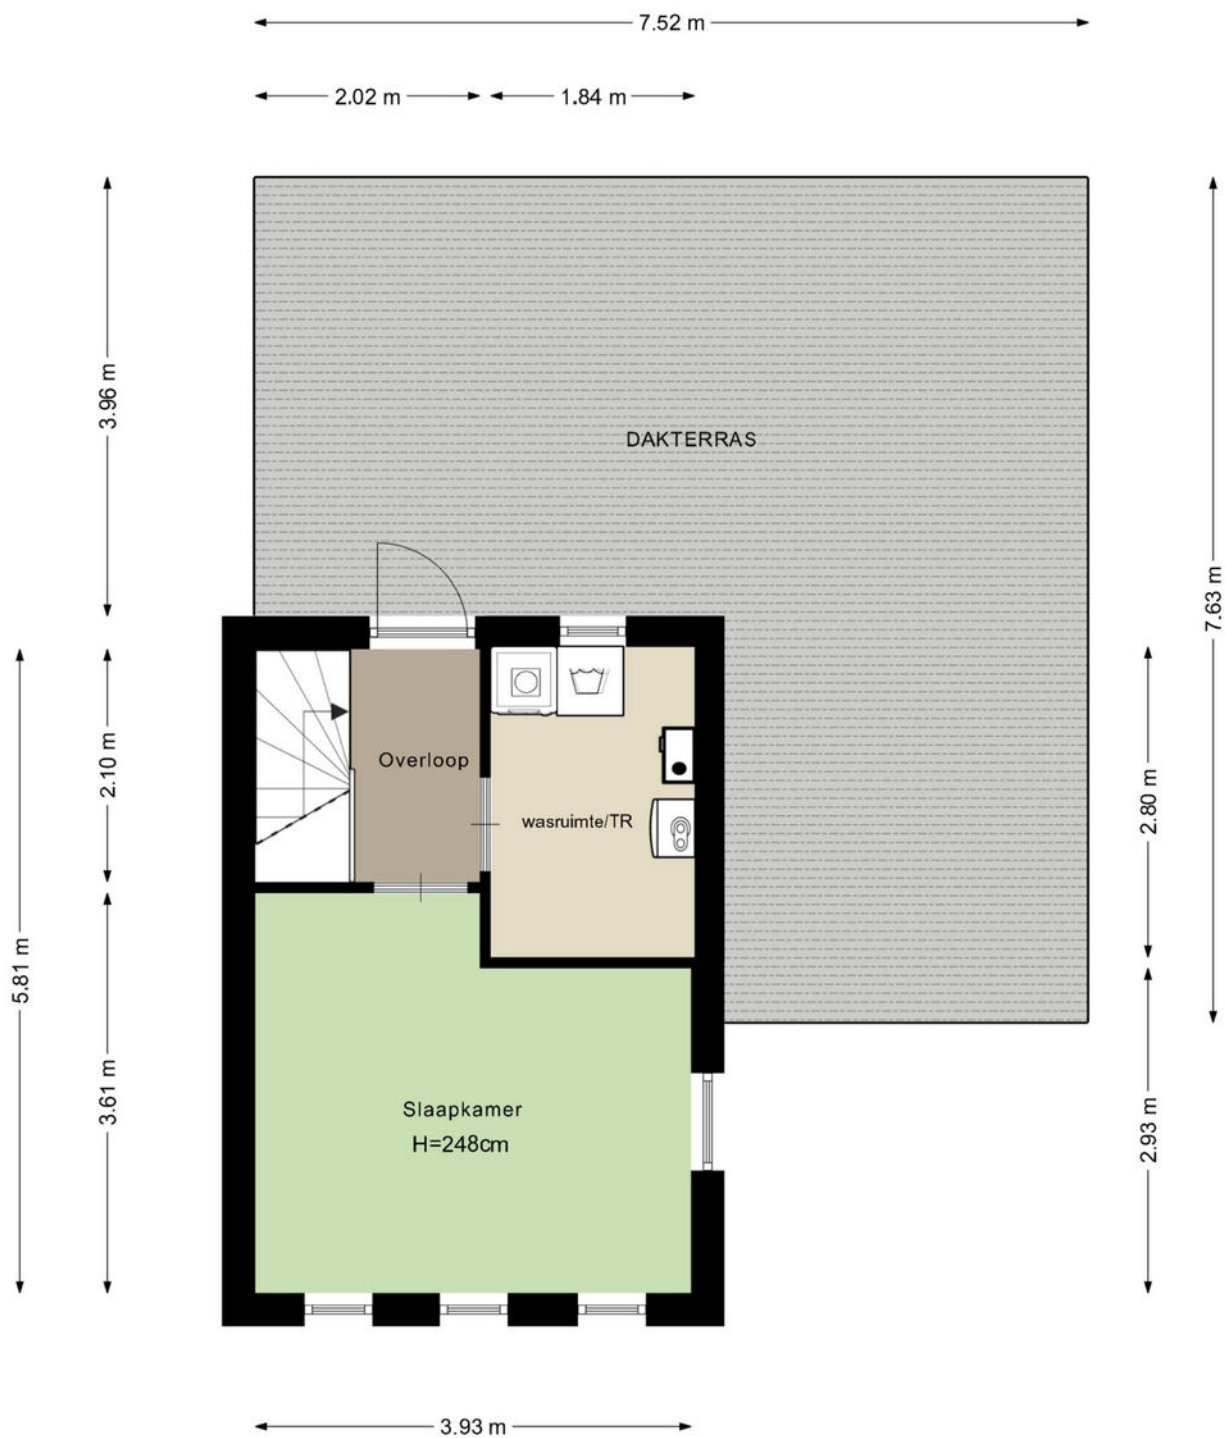 7.52 m
2.02 m
1.84 m
3.96 m
DAKTERRAS
7.63 m
2.10 m
Overloop
wasruimte/TR
2.80 m
5.81 m
3.61 m
Slaapkamer
H=248cm
2.93 m
3.93 m